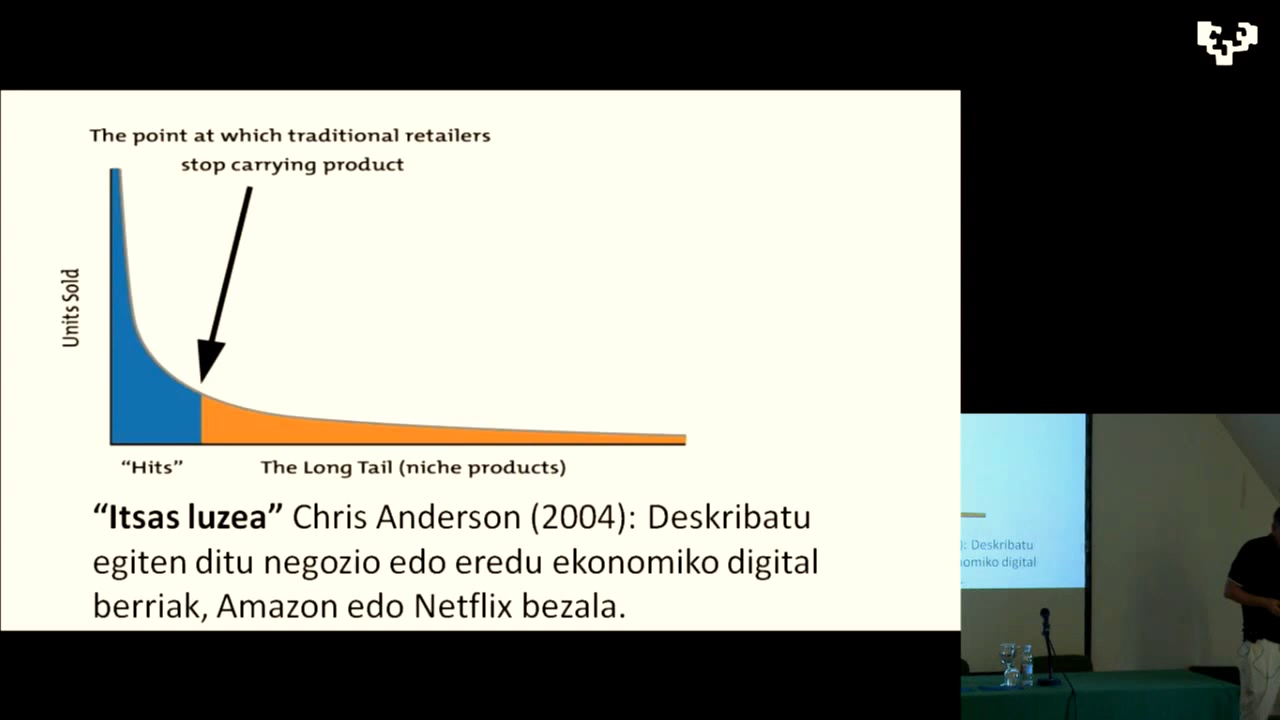 The point at which traditional retailers
stop carrying product
Units Sold
“Hits”
The Long Tail (niche products)
“Itsas luzea” Chris Anderson (2004): Deskribatu
egiten ditu negozio edo eredu ekonomiko digital
berriak, Amazon edo Netflix bezala.
): Deskribatu
omiko digital